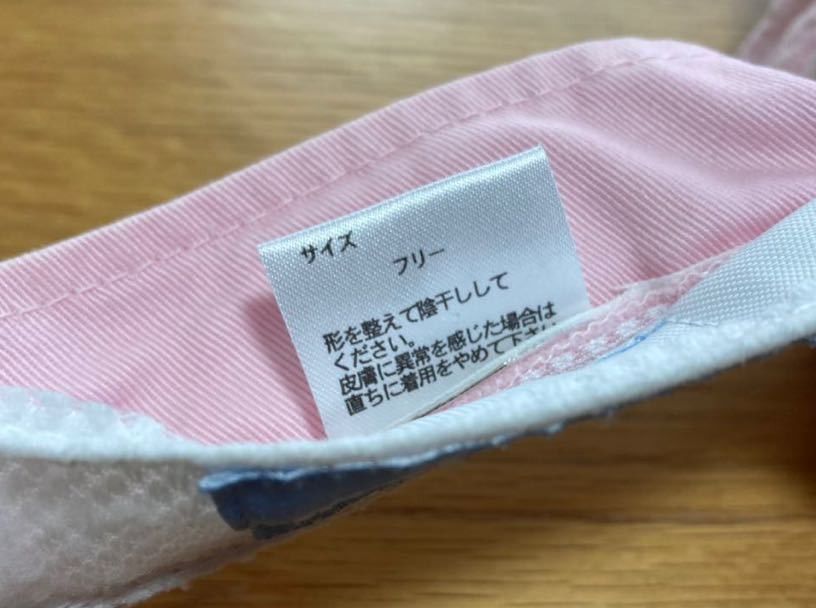 サイズ
フリー
形を整えて陰干しして
ください。
皮膚に異常を感じた場合は
直ちに着用をやめて下さい